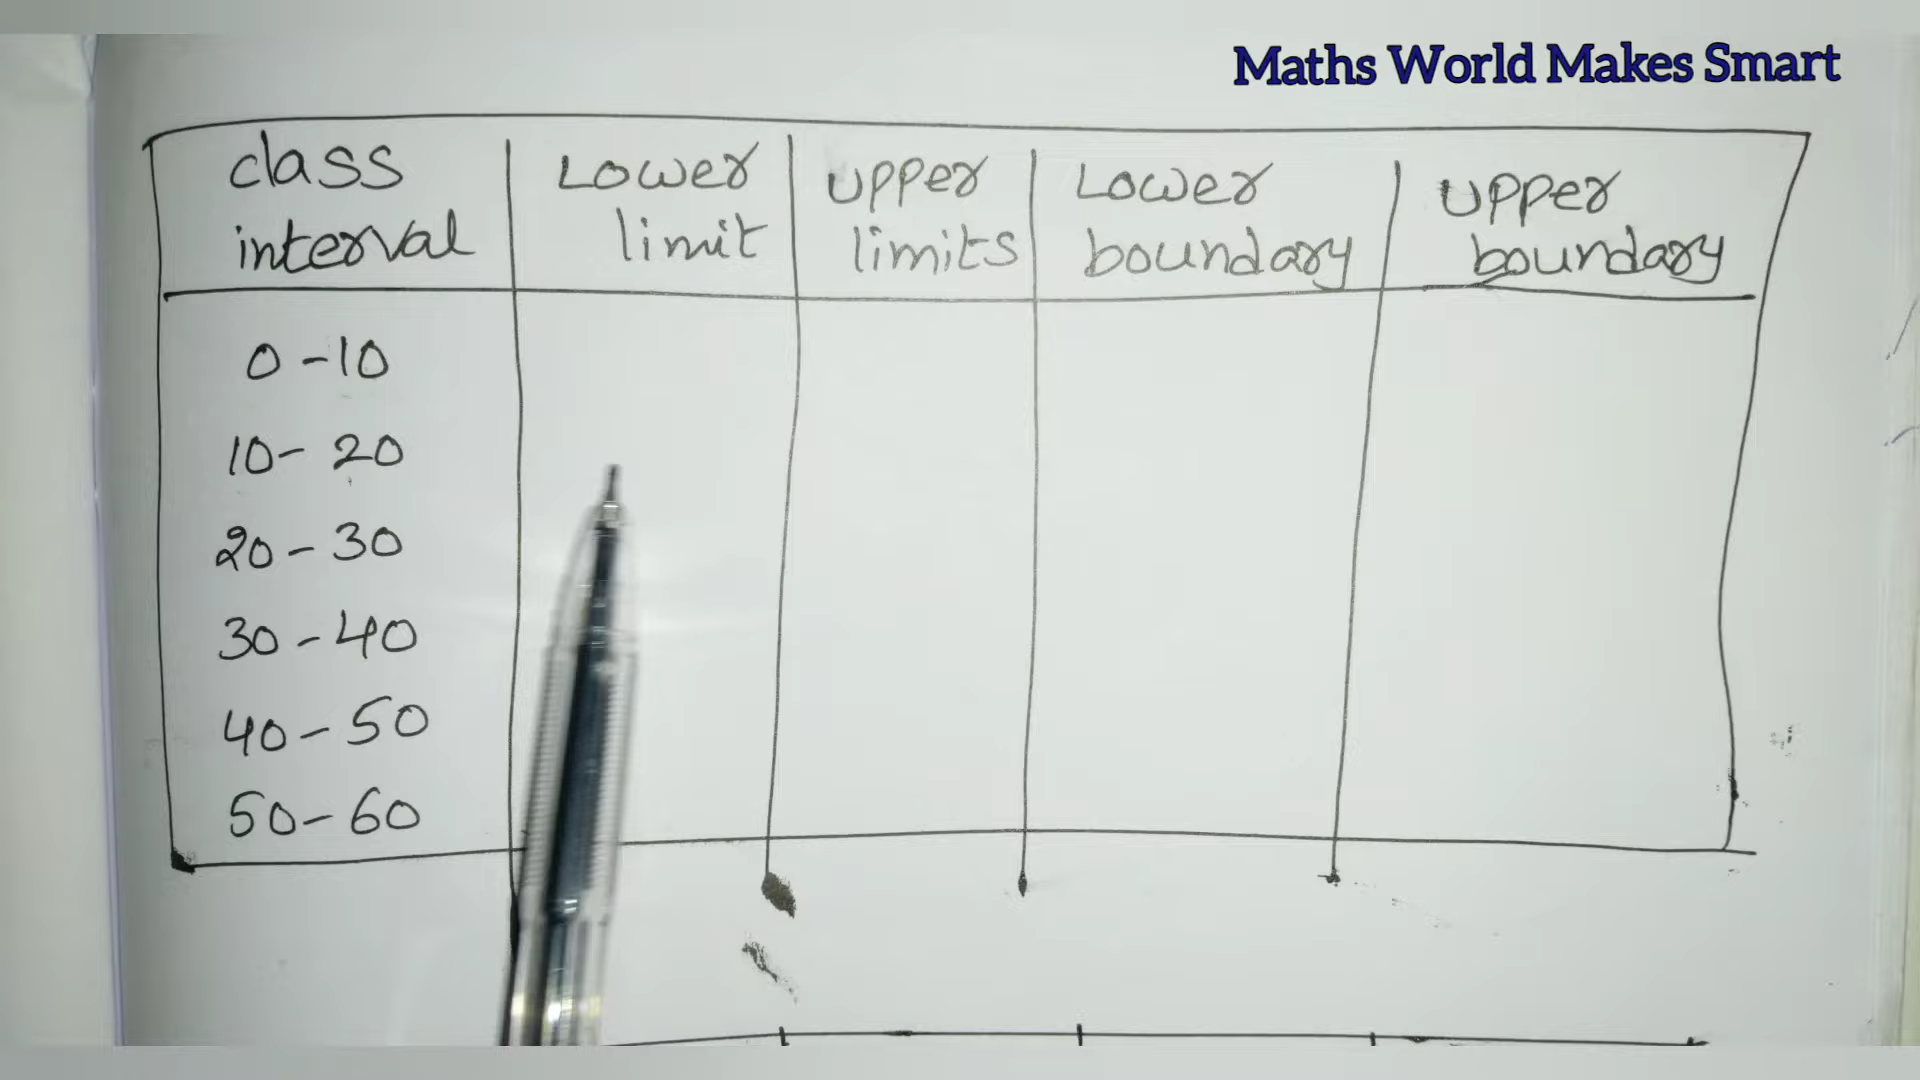 Maths World Makes Smart
class interval
Lower limit
upper limits
Lower boundary
upper boundary
0-10
10-20
20-30
30-40
40-50
50-60